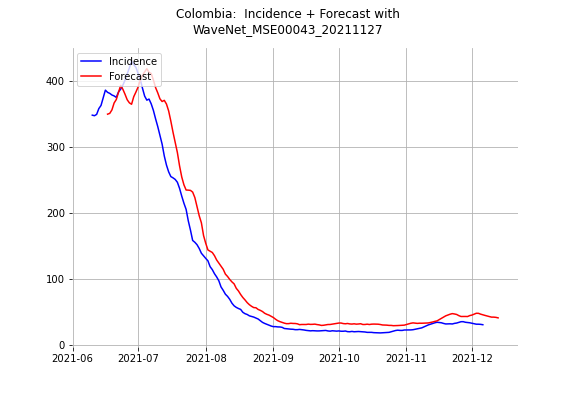 Colombia:  Incidence + Forecast with
WaveNet_MSE00043_20211127
Incidence
Forecast
400
300
200
100
0
2021-06 2021-07 2021-08 2021-09 2021-10 2021-11 2021-12